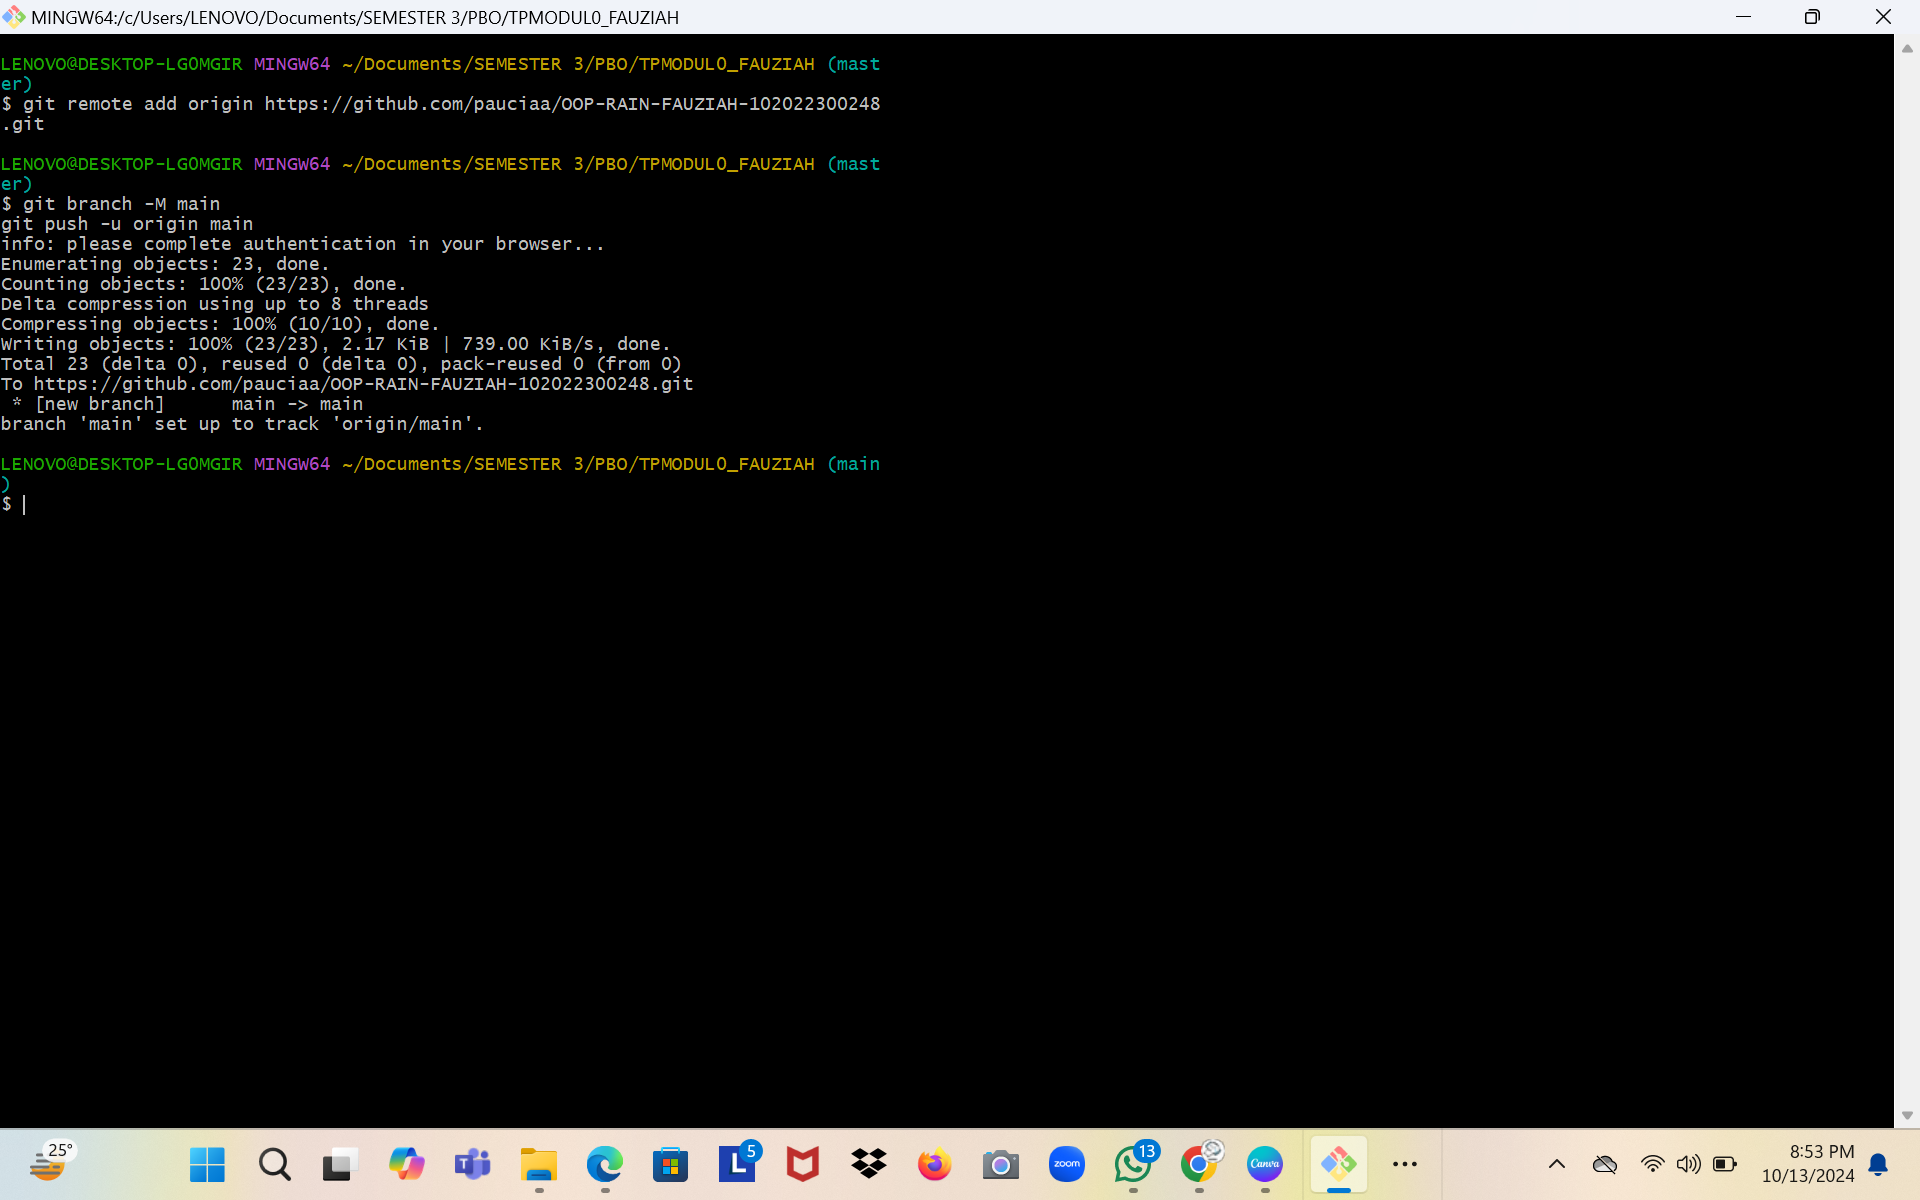 MINGW64:/c/Users/LENOVO/Documents/SEMESTER 3/PBO/TPMODUL0_FAUZIAH
LENOVO@DESKTOP-LG0MGIR MINGW64 ~/Documents/SEMESTER 3/PBO/TPMODUL0_FAUZIAH (mast
er)
$ git remote add origin https://github.com/pauciaa/OOP-RAIN-FAUZIAH-102022300248
.git
LENOVO@DESKTOP-LG0MGIR MINGW64 ~/Documents/SEMESTER 3/PBO/TPMODUL0_FAUZIAH (mast
er)
$ git branch -M main
git push -u origin main
info: please complete authentication in your browser...
Enumerating objects: 23, done.
Counting objects: 100% (23/23), done.
Delta compression using up to 8 threads
Compressing objects: 100% (10/10), done.
Writing objects: 100% (23/23), 2.17 KiB | 739.00 KiB/s, done.
Total 23 (delta 0), reused 0 (delta 0), pack-reused 0 (from 0)
To https://github.com/pauciaa/OOP-RAIN-FAUZIAH-102022300248.git
 * [new branch]      main -> main
branch 'main' set up to track 'origin/main'.
LENOVO@DESKTOP-LG0MGIR MINGW64 ~/Documents/SEMESTER 3/PBO/TPMODUL0_FAUZIAH (main
)
$
25°
T
L
5
zoom
13
Canva
8:53 PM
10/13/2024